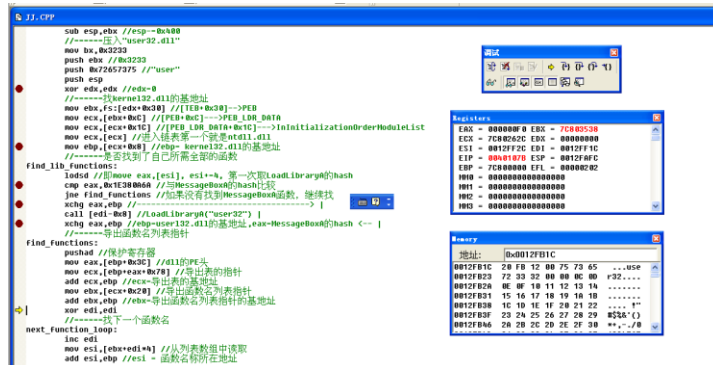 JJ.CPP
sub esp,ebx //esp--0x400
//------压入"user32.dll"
mov bx,0x3233
push ebx //0x3233
push 0x72657375 //"user"
push esp
xor edx,edx //edx-0
//------找kernel32.dll的基地址
mov ebx,fs:[edx+0x30] //[TEB+0x30]-->PEB
mov ecx,[ebx+0xC] //[PEB+0xC]--->PEB_LDR_DATA
mov ecx,[ecx+0x1C] //[PEB_LDR_DATA+0x1C]--->InInitializationOrderModuleList
mov ecx,[ecx] //进入链表第一个就是ntdll.dll
mov ebp,[ecx+0x8] //ebp- kernel32.dll的基地址
//------是否找到了自己所需全部的函数
find_lib_functions:
lodsd //即move eax,[esi], esi+-4, 第一次取LoadLibraryA的hash
cmp eax,0x1E380A6A //与MessageBoxA的hash比较
jne find_functions //如果没有找到MessageBoxA函数，继续找
xchg eax,ebp //------------------------------------> |
call [edi-0x8] //LoadLibraryA("user32") |
xchg eax,ebp //ebp-user132.dll的基地址,eax-MessageBoxA的hash <-- |
//------导出函数名列表指针
find_functions:
pushad //保护寄存器
mov eax,[ebp+0x3C] //dll的PE头
mov ecx,[ebp+eax+0x78] //导出表的指针
add ecx,ebp //ecx-导出表的基地址
mov ebx,[ecx+0x20] //导出函数名列表指针
add ebx,ebp //ebx-导出函数名列表指针的基地址
xor edi,edi
//------找下一个函数名
next_function_loop:
inc edi
mov esi,[ebx+edi*4] //从列表数组中读取
add esi,ebp //esi - 函数名称所在地址
调试
Registers
EAX = 000000F0 EBX = 7C803538
ECX = 7C80262C EDX = 00000000
ESI = 0012FF2C EDI = 0012FF1C
EIP = 0040107B ESP = 0012FAFC
EBP = 7C800000 EFL = 00000202
MM0 = 0000000000000000
MM1 = 0000000000000000
MM2 = 0000000000000000
MM3 = 0000000000000000
Memory
地址: 0x0012FB1C
0012FB1C 20 FB 12 00 75 73 65 ...use
0012FB23 72 33 32 00 00 0C 0D r32....
0012FB2A 0E 0F 10 11 12 13 14 .......
0012FB31 15 16 17 18 19 1A 1B .......
0012FB38 1C 1D 1E 1F 20 21 22 .... !"
0012FB3F 23 24 25 26 27 28 29 #$%&'()
0012FB46 2A 2B 2C 2D 2E 2F 30 *+,-./0